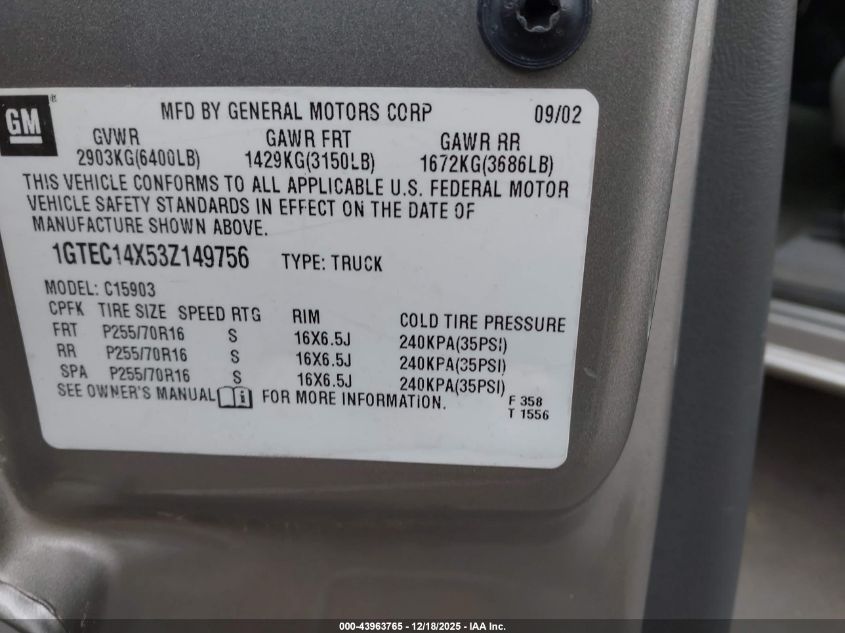 GM
MFD BY GENERAL MOTORS CORP 09/02
GVWR GAWR FRT GAWR RR
2903KG(6400LB) 1429KG(3150LB) 1672KG(3686LB)
THIS VEHICLE CONFORMS TO ALL APPLICABLE U.S. FEDERAL MOTOR
VEHICLE SAFETY STANDARDS IN EFFECT ON THE DATE OF
MANUFACTURE SHOWN ABOVE.
1GTEC14X53Z149756 TYPE: TRUCK
MODEL: C15903
CPFK TIRE SIZE SPEED RTG RIM COLD TIRE PRESSURE
FRT P255/70R16 S 16X6.5J 240KPA(35PSI)
RR P255/70R16 S 16X6.5J 240KPA(35PSI)
SPA P255/70R16 S 16X6.5J 240KPA(35PSI)
SEE OWNER'S MANUAL i FOR MORE INFORMATION.
F 358
T 1556
000-43963765 - 12/18/2025 - IAA Inc.